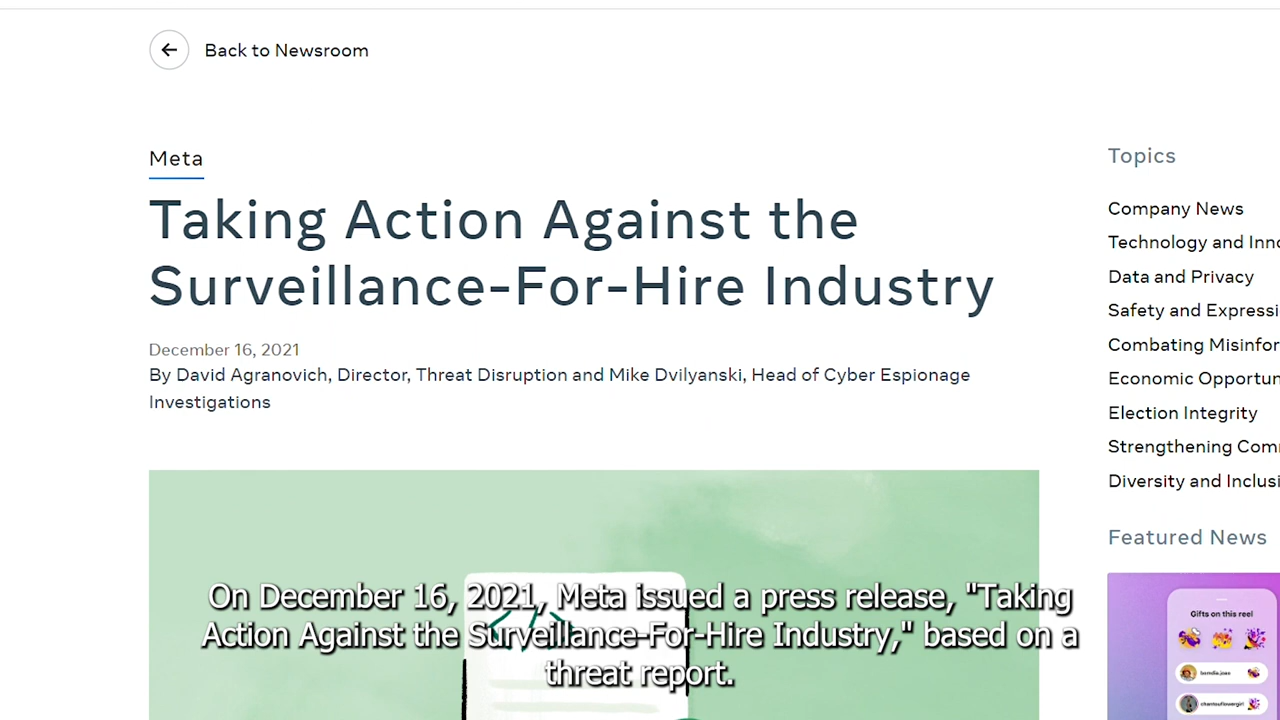 Back to Newsroom
Meta
Taking Action Against the
Surveillance-For-Hire Industry
December 16, 2021
By David Agranovich, Director, Threat Disruption and Mike Dvilyanski, Head of Cyber Espionage
Investigations
Topics
Company News
Technology and Inno
Data and Privacy
Safety and Expressi
Combating Misinfor
Economic Opportun
Election Integrity
Strengthening Com
Diversity and Inclusi
Featured News
Gifts on this reel
bomdia.joao
chantouflowergirl
</>
On December 16, 2021, Meta issued a press release, "Taking
Action Against the Surveillance-For-Hire Industry," based on a
threat report.